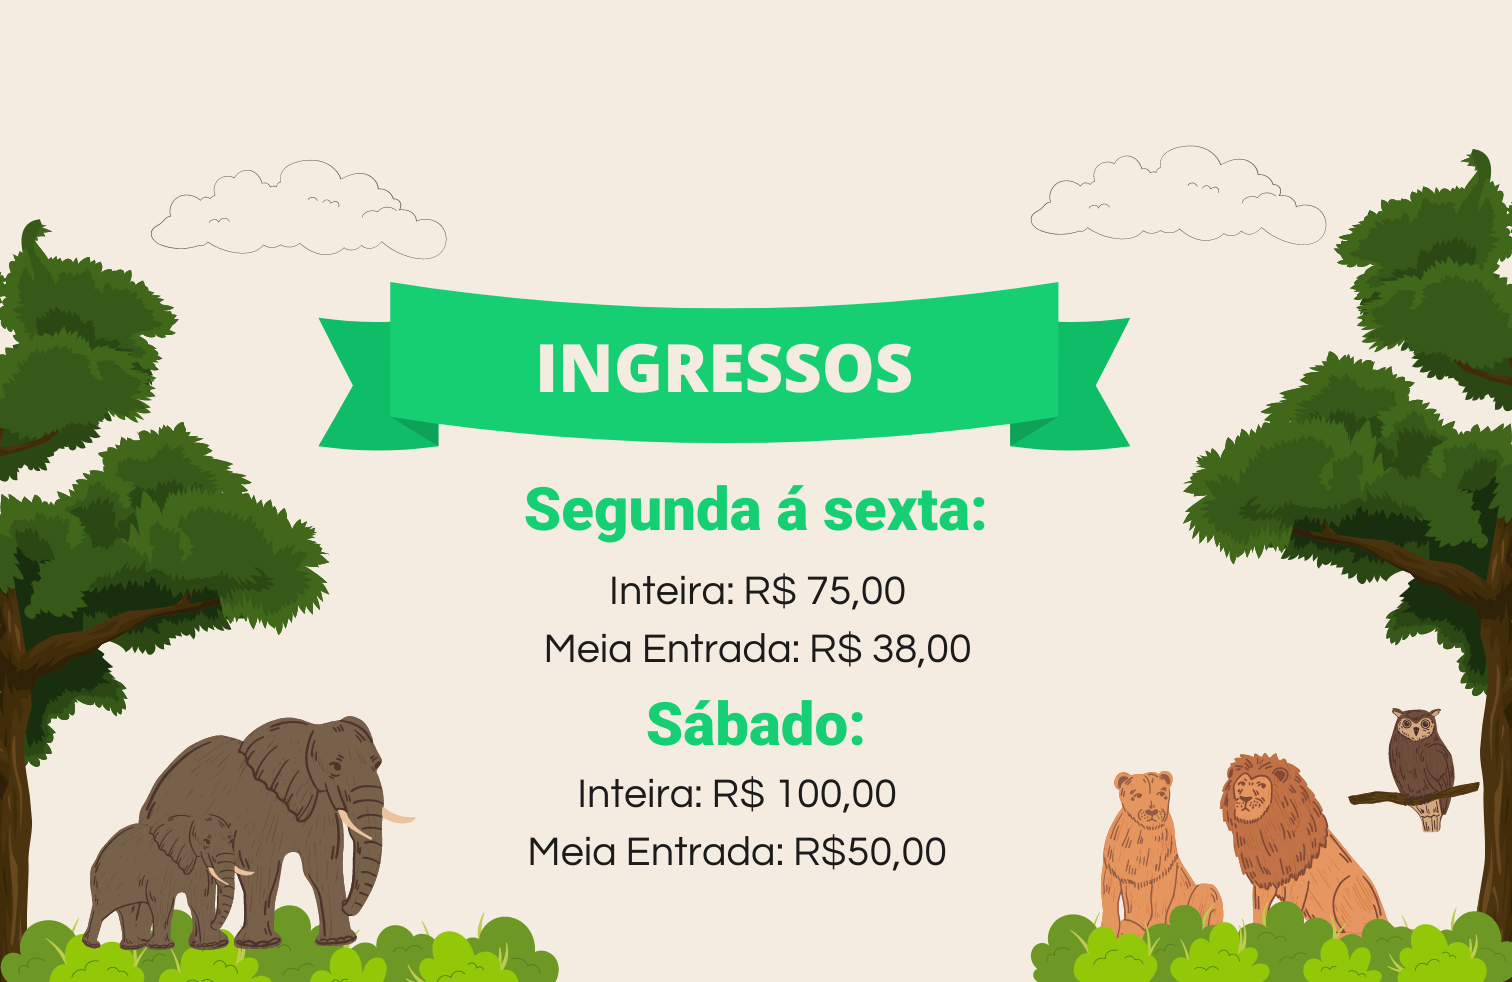 INGRESSOS
Segunda á sexta:
Inteira: R$ 75,00
Meia Entrada: R$ 38,00
Sábado:
Inteira: R$ 100,00
Meia Entrada: R$50,00